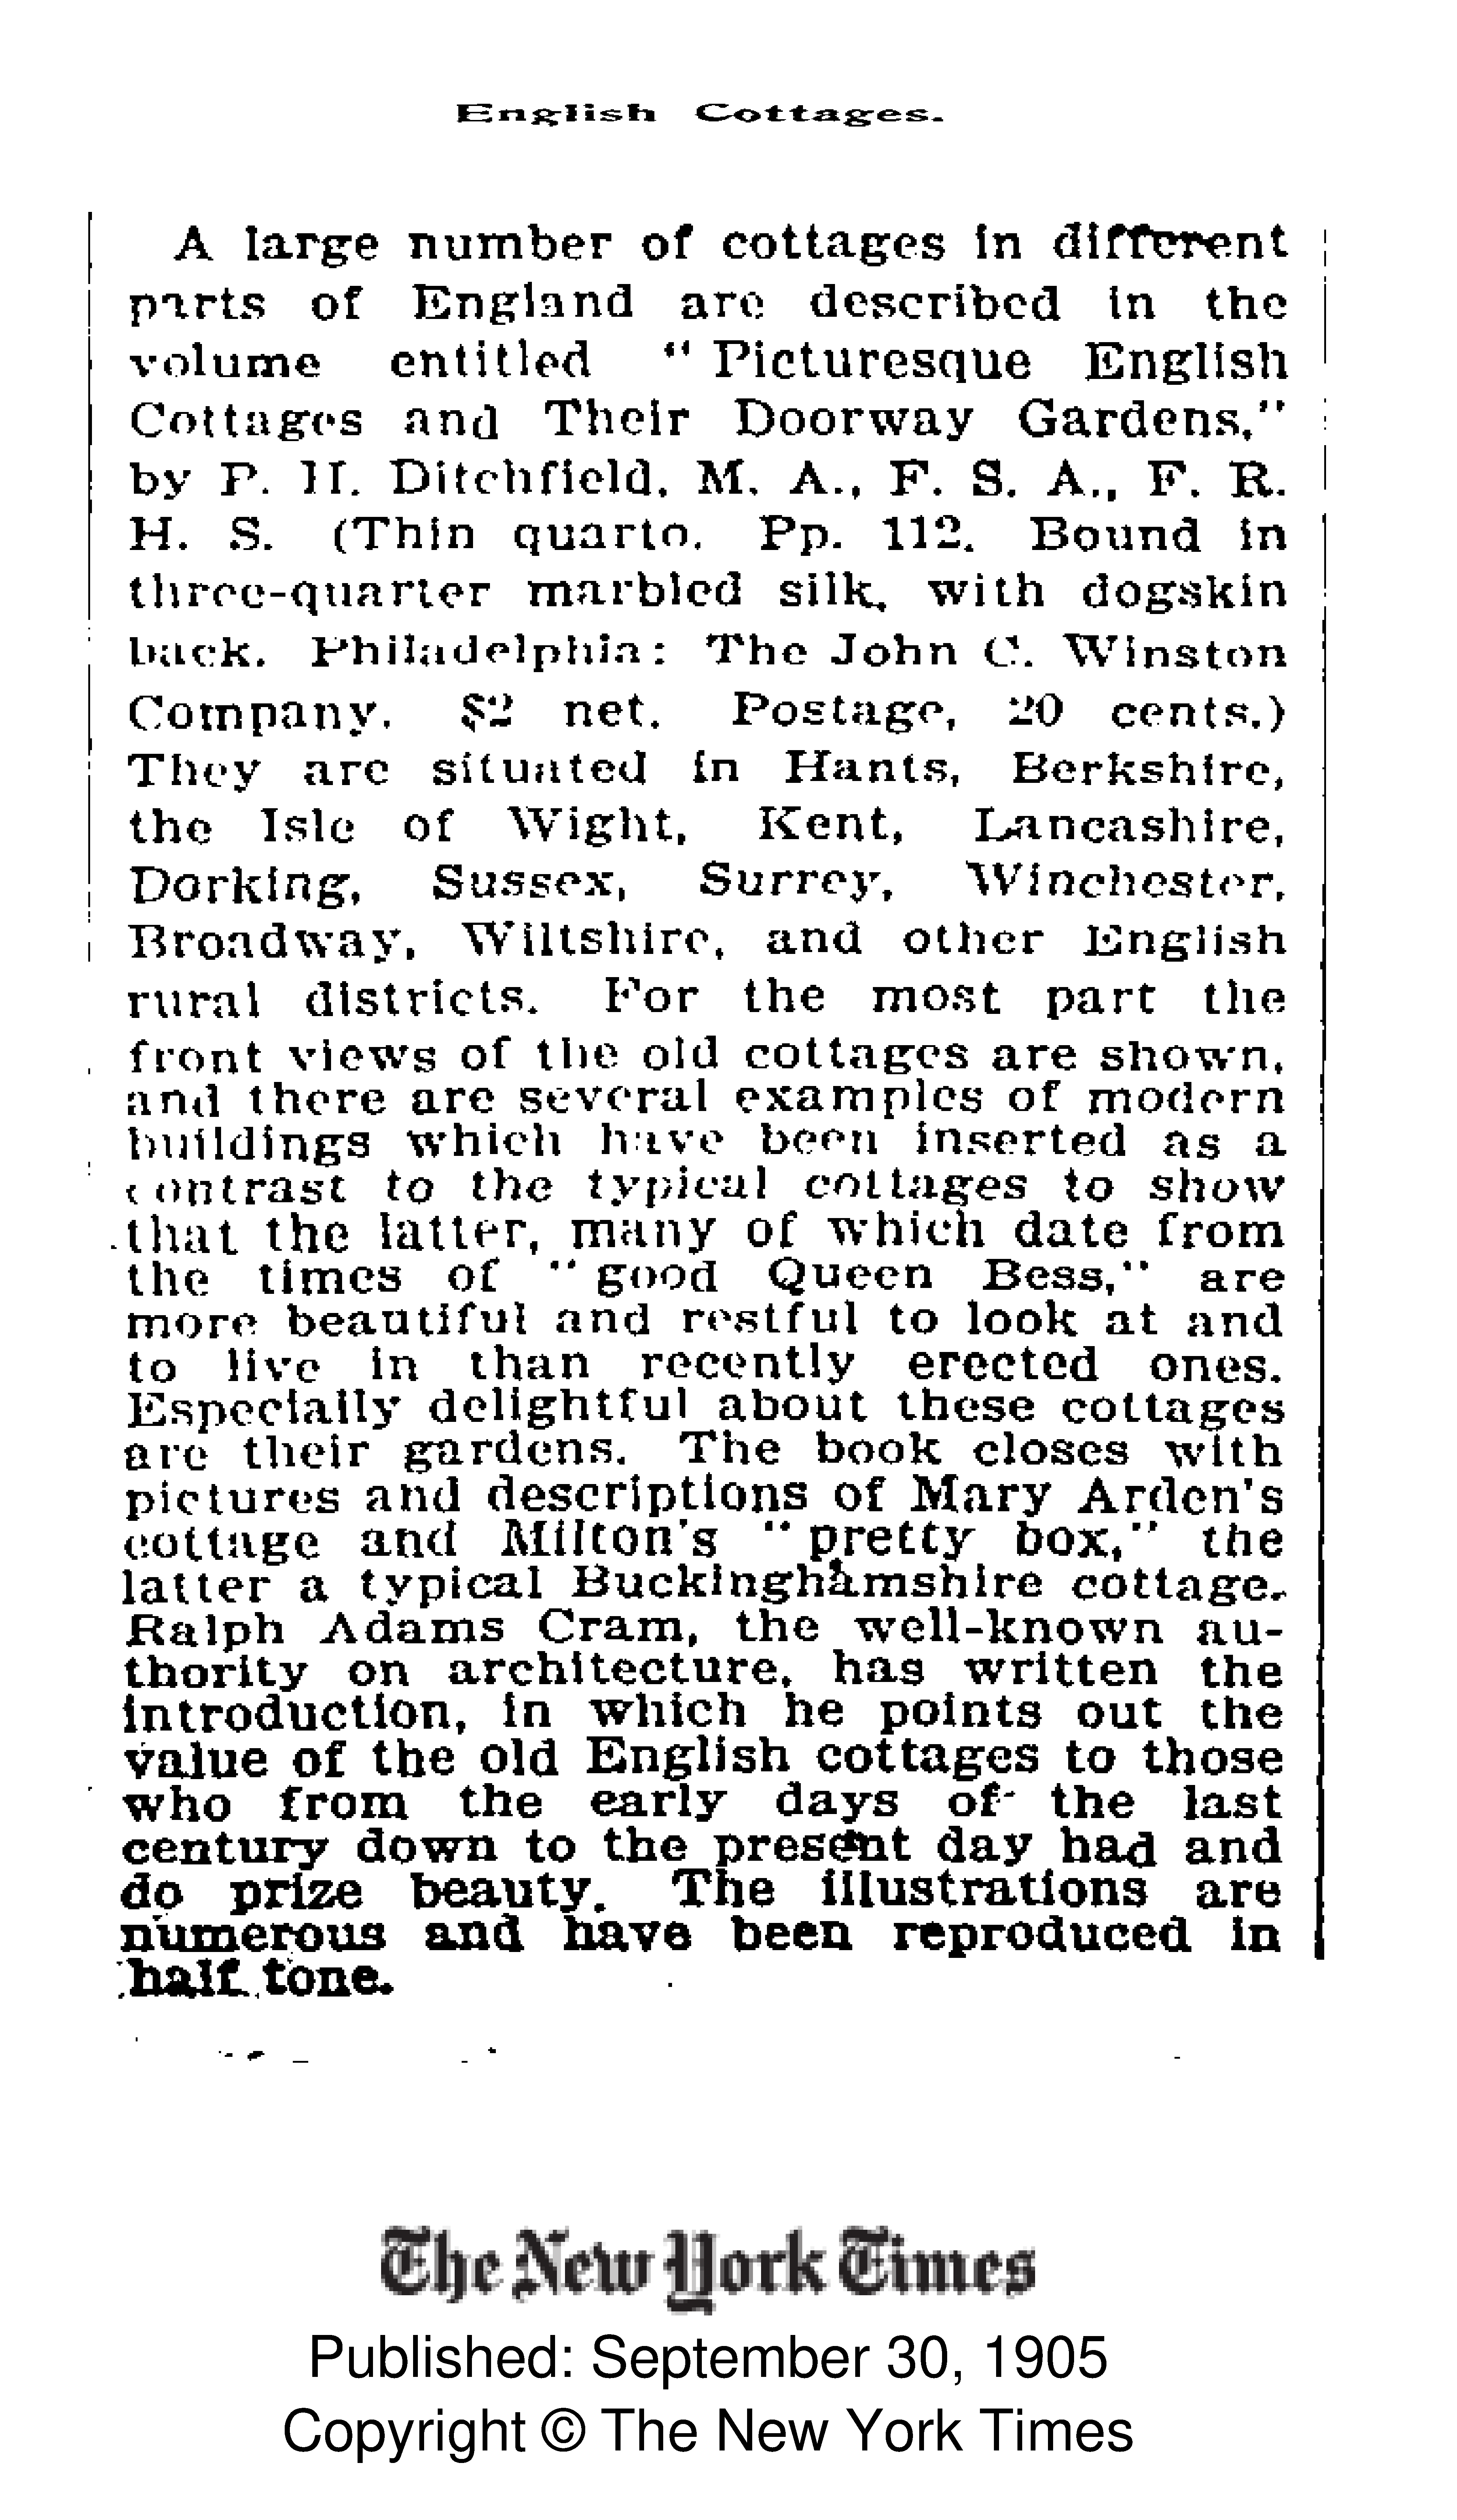 English Cottages.
A large number of cottages in different
parts of England are described in the
volume entitled " Picturesque English
Cottages and Their Doorway Gardens,"
by P. H. Ditchfield, M. A., F. S. A., F. R.
H. S. (Thin quarto. Pp. 112. Bound in
three-quarter marbled silk, with dogskin
back. Philadelphia: The John C. Winston
Company. $2 net. Postage, 20 cents.)
They are situated in Hants, Berkshire,
the Isle of Wight, Kent, Lancashire,
Dorking, Sussex, Surrey, Winchester,
Broadway, Wiltshire, and other English
rural districts. For the most part the
front views of the old cottages are shown,
and there are several examples of modern
buildings which have been inserted as a
contrast to the typical cottages to show
that the latter, many of which date from
the times of " good Queen Bess," are
more beautiful and restful to look at and
to live in than recently erected ones.
Especially delightful about these cottages
are their gardens. The book closes with
pictures and descriptions of Mary Arden's
cottage and Milton's " pretty box," the
latter a typical Buckinghamshire cottage.
Ralph Adams Cram, the well-known au-
thority on architecture, has written the
introduction, in which he points out the
value of the old English cottages to those
who from the early days of the last
century down to the present day had and
do prize beauty. The illustrations are
numerous and have been reproduced in
half tone.
The New York Times
Published: September 30, 1905
Copyright © The New York Times